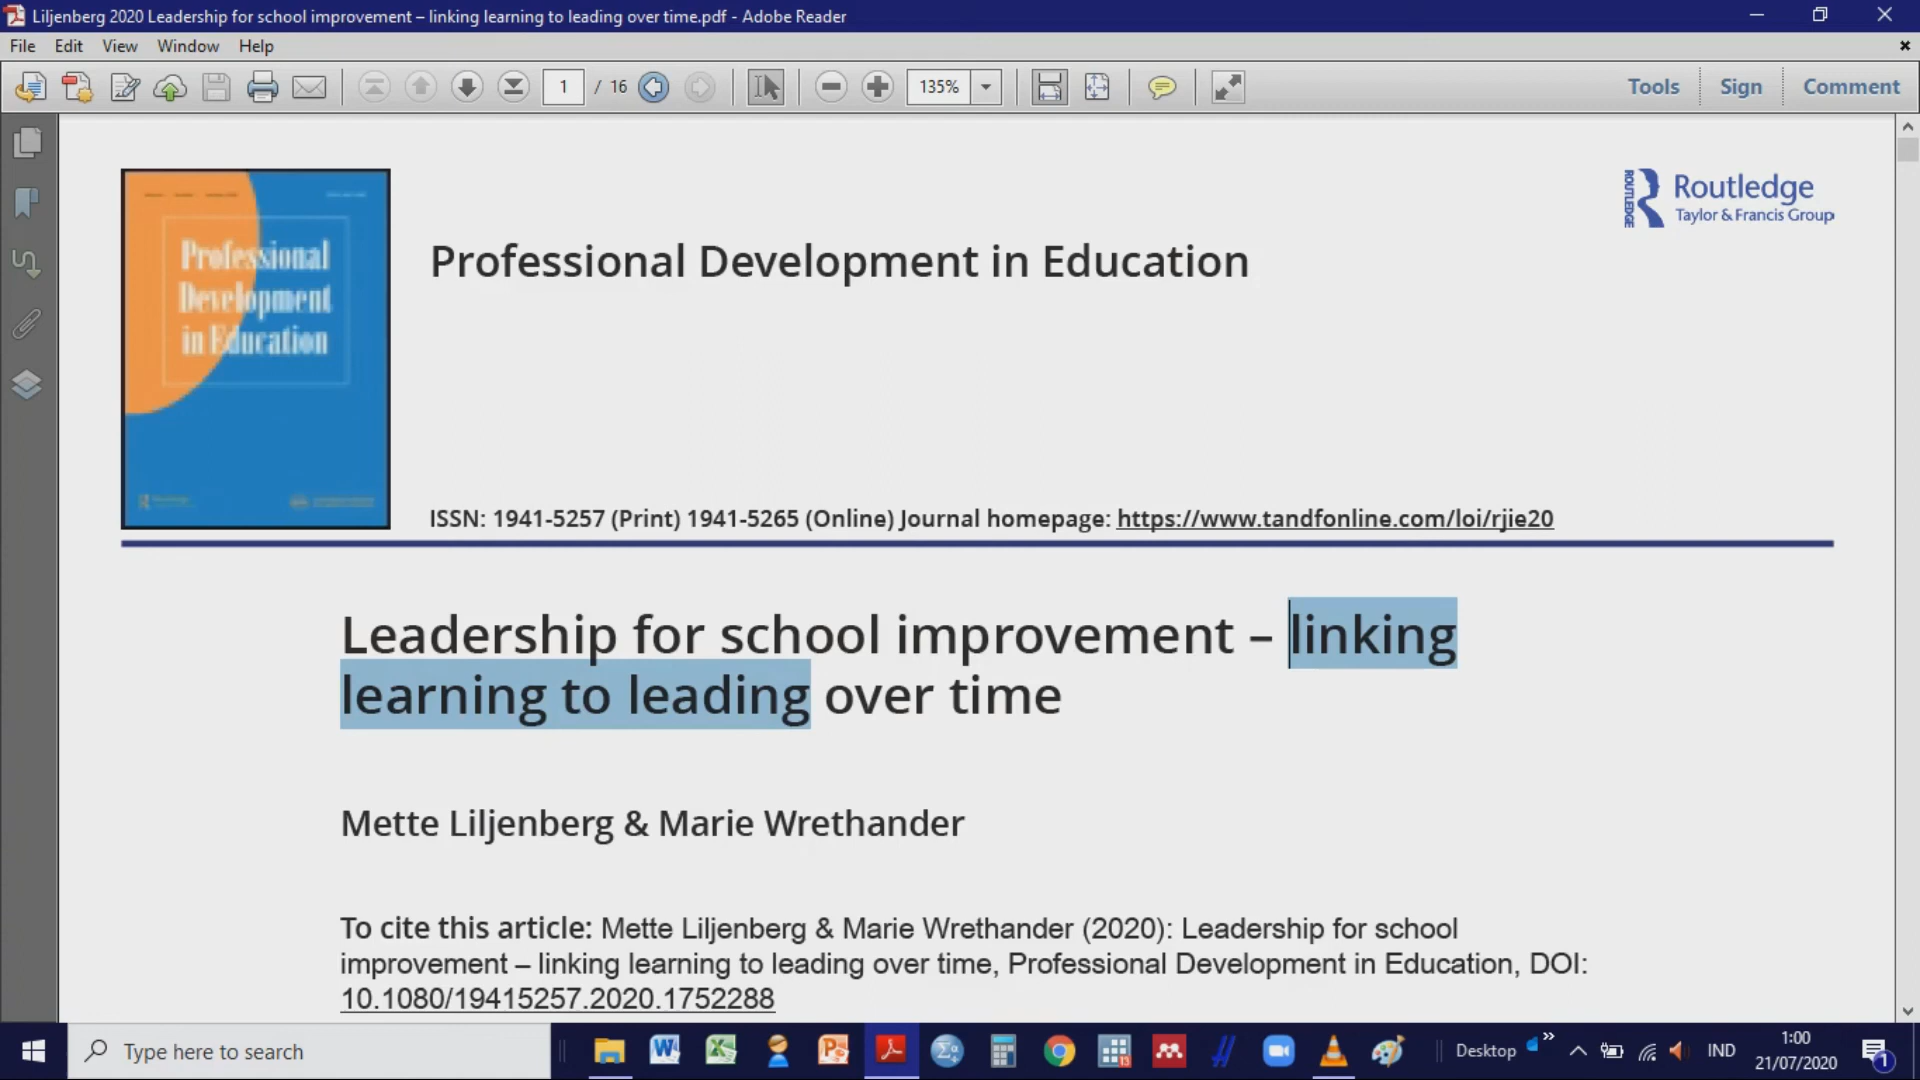 Liljenberg 2020 Leadership for school improvement – linking learning to leading over time.pdf - Adobe Reader
File Edit View Window Help
1 / 16 135% Tools Sign Comment
Professional
Development
in Education
ROUTLEDGE
Routledge
Taylor & Francis Group
Professional Development in Education
ISSN: 1941-5257 (Print) 1941-5265 (Online) Journal homepage: https://www.tandfonline.com/loi/rjie20
Leadership for school improvement – linking
learning to leading over time
Mette Liljenberg & Marie Wrethander
To cite this article: Mette Liljenberg & Marie Wrethander (2020): Leadership for school
improvement – linking learning to leading over time, Professional Development in Education, DOI:
10.1080/19415257.2020.1752288
Type here to search
Desktop
IND
1:00
21/07/2020
1